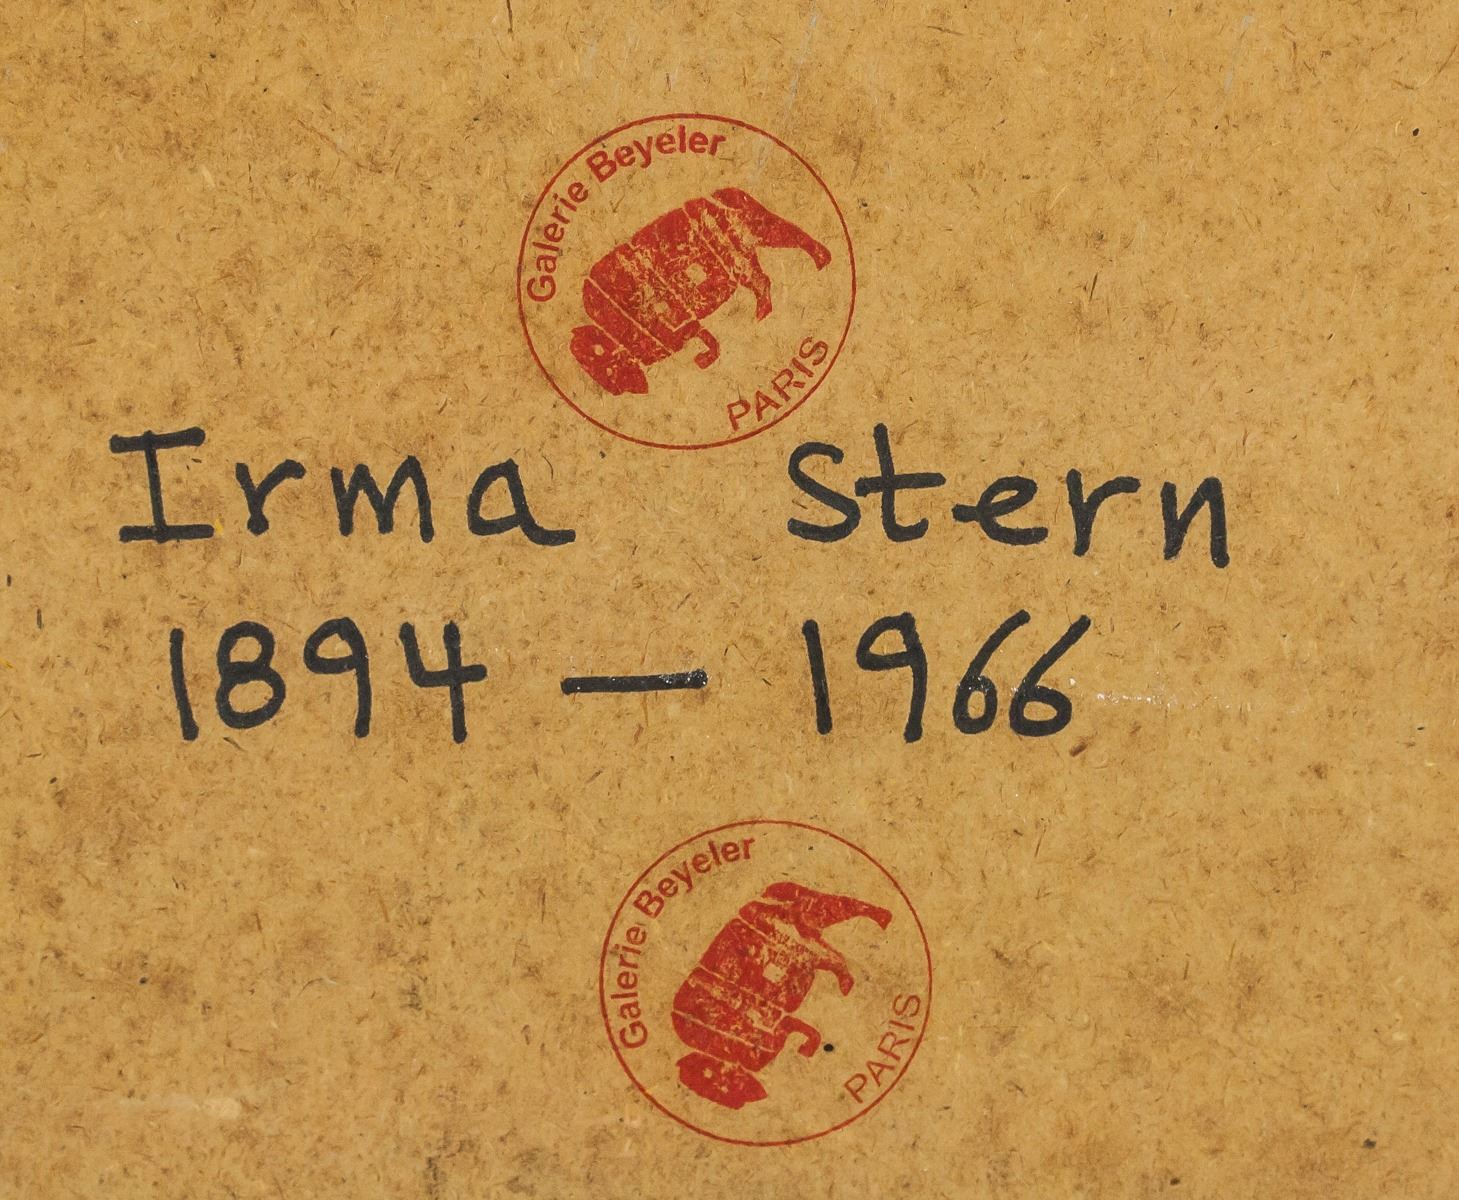 Galerie Beyeler
PARIS
Irma Stern
1894 — 1966
Galerie Beyeler
PARIS